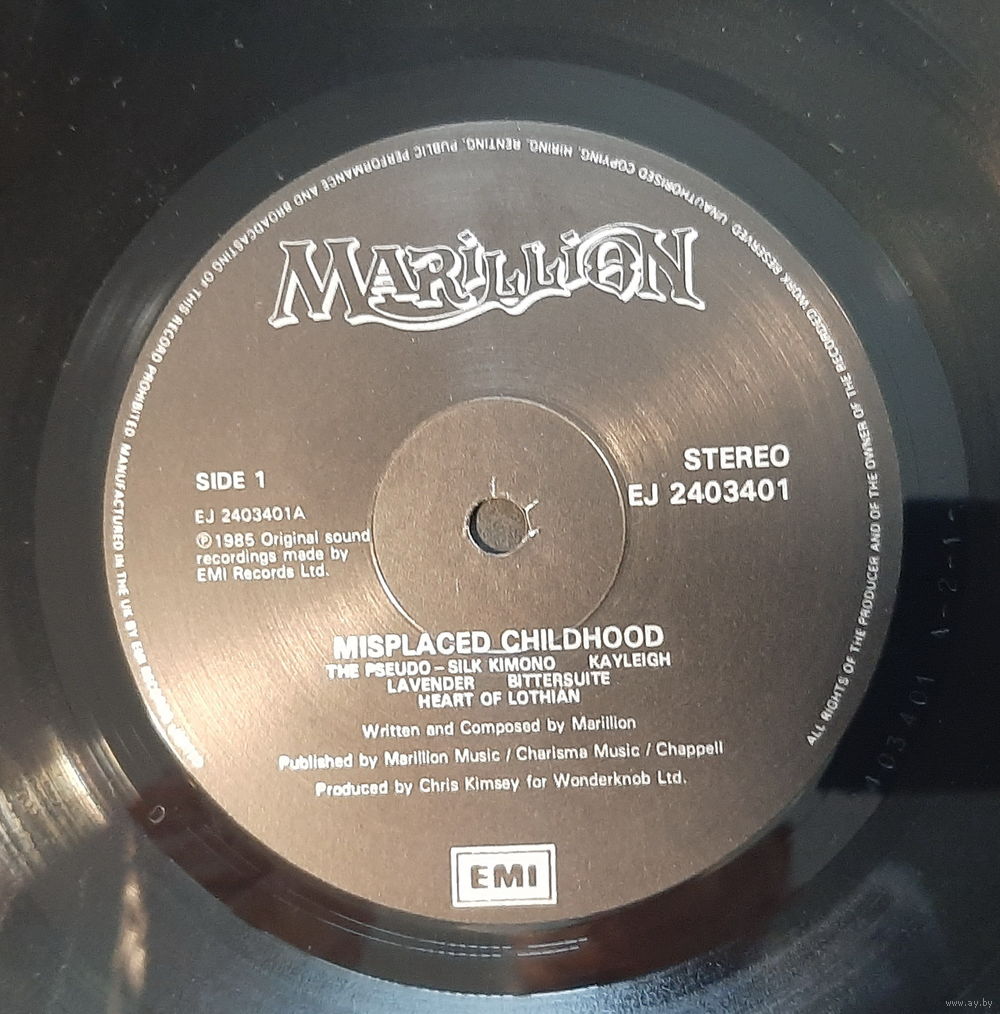 MARILLION
SIDE 1
STEREO
EJ 2403401
EJ 2403401A
℗ 1985 Original sound
recordings made by
EMI Records Ltd.
MISPLACED CHILDHOOD
THE PSEUDO – SILK KIMONO KAYLEIGH
LAVENDER BITTERSUITE
HEART OF LOTHIAN
Written and Composed by Marillion
Published by Marillion Music / Charisma Music / Chappell
Produced by Chris Kimsey for Wonderknob Ltd.
EMI
ALL RIGHTS OF THE PRODUCER AND OF THE OWNER OF THE RECORDED WORK RESERVED. UNAUTHORISED COPYING, HIRING, RENTING, PUBLIC PERFORMANCE AND BROADCASTING OF THIS RECORD PROHIBITED. MANUFACTURED IN THE UK BY EMI
www.ay.by